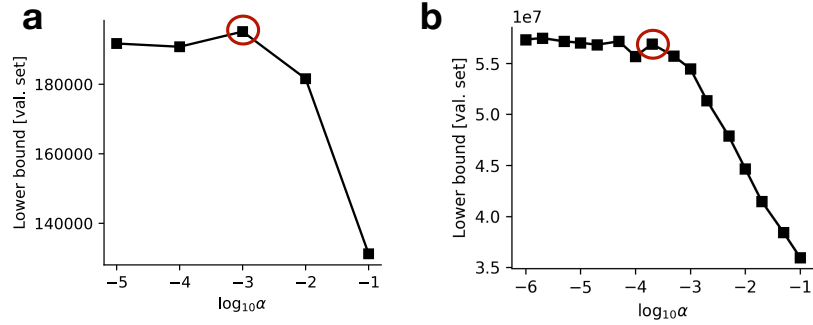 a
Lower bound [val. set]
180000
160000
140000
−5 −4 −3 −2 −1
log₁₀α
b
1e7
Lower bound [val. set]
5.5
5.0
4.5
4.0
3.5
−6 −5 −4 −3 −2 −1
log₁₀α